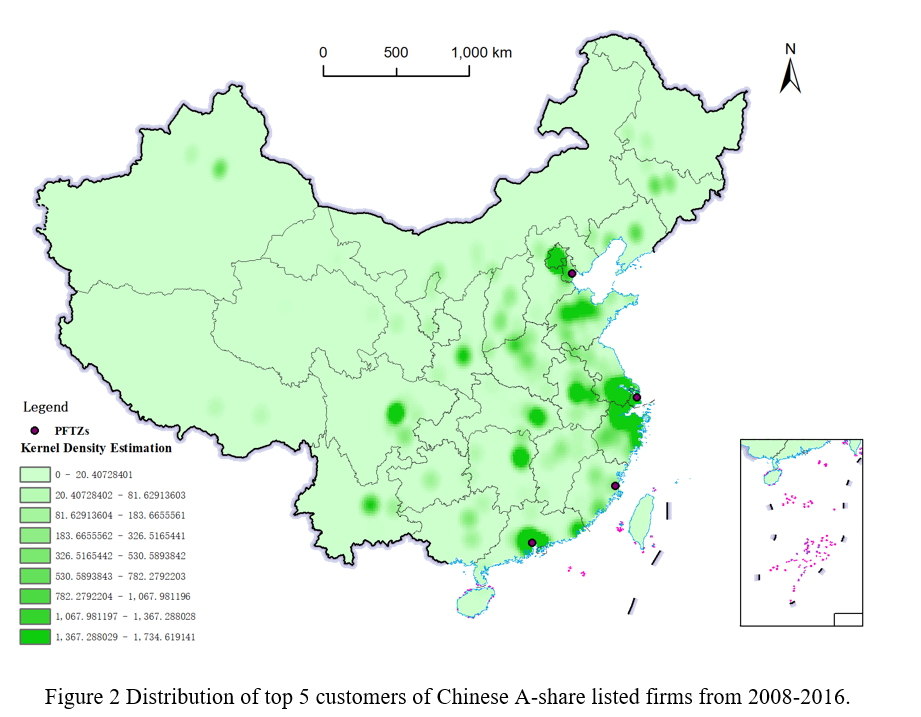 0 500 1,000 km
N
Legend
PFTZs
Kernel Density Estimation
0 - 20.40728401
20.40728402 - 81.62913603
81.62913604 - 183.6655561
183.6655562 - 326.5165441
326.5165442 - 530.5893842
530.5893843 - 782.2792203
782.2792204 - 1,067.981196
1,067.981197 - 1,367.288028
1,367.288029 - 1,734.619141
Figure 2 Distribution of top 5 customers of Chinese A-share listed firms from 2008-2016.